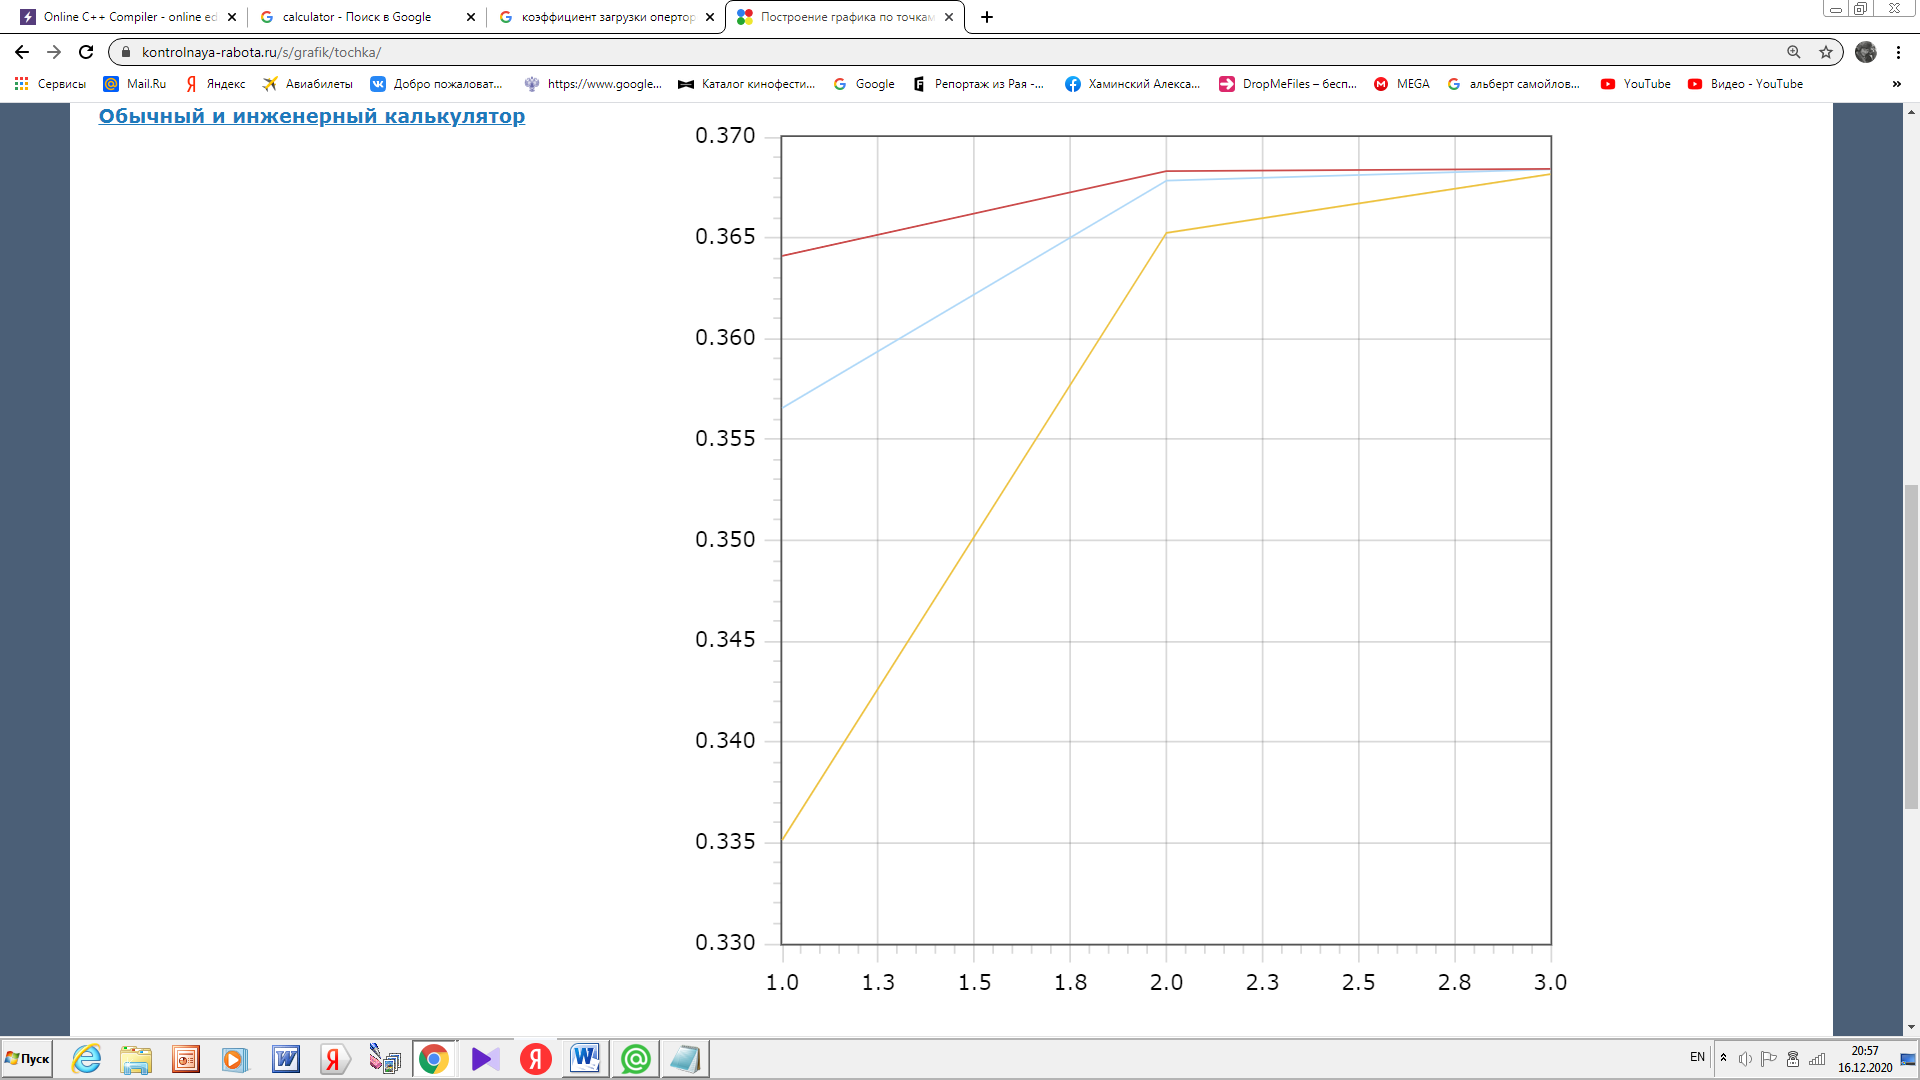 Online C++ Compiler - online ed
calculator - Поиск в Google
коэффициент загрузки оператор
Построение графика по точкам
kontrolnaya-rabota.ru/s/grafik/tochka/
Сервисы
Mail.Ru
Яндекс
Авиабилеты
Добро пожаловат...
https://www.google...
Каталог кинофести...
Google
Репортаж из Рая -...
Хаминский Алекса...
DropMeFiles – бесп...
MEGA
альберт самойлов...
YouTube
Видео - YouTube
»
Обычный и инженерный калькулятор
0.370
0.365
0.360
0.355
0.350
0.345
0.340
0.335
0.330
1.0 1.3 1.5 1.8 2.0 2.3 2.5 2.8 3.0
Пуск
EN
20:57
16.12.2020